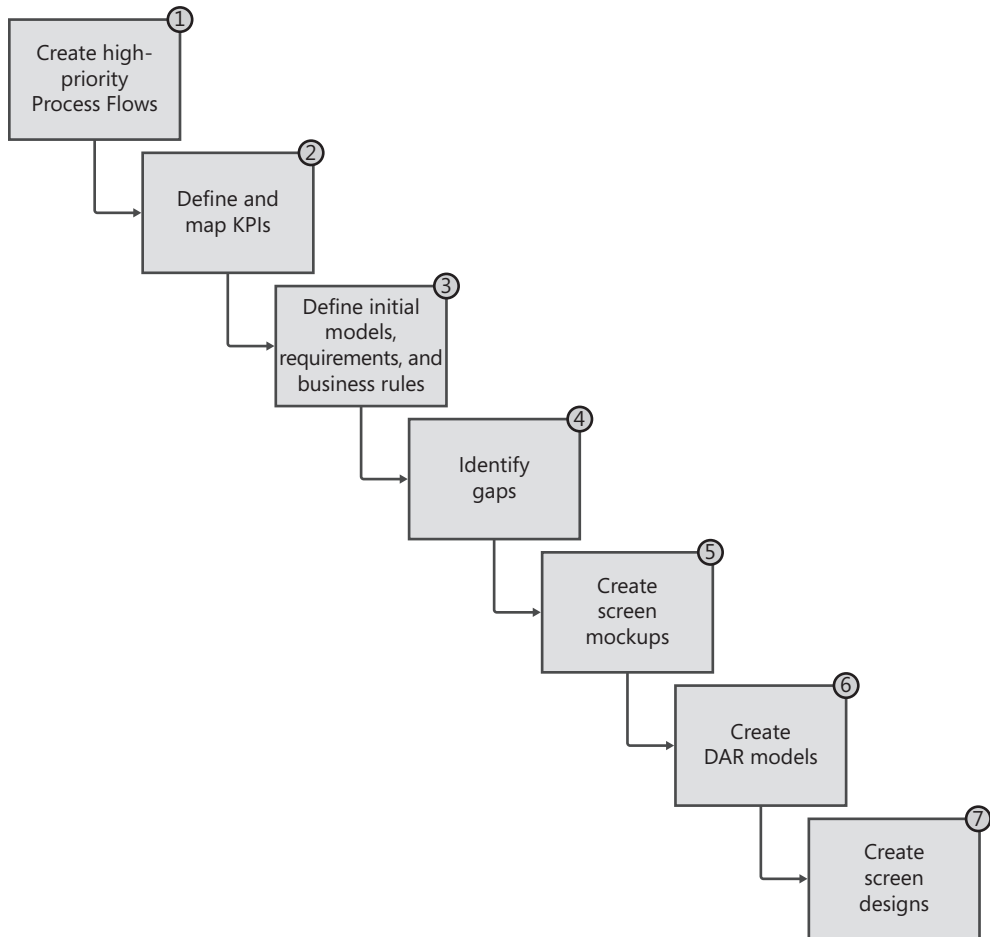 1
Create high-
priority
Process Flows
2
Define and
map KPIs
3
Define initial
models,
requirements, and
business rules
4
Identify
gaps
5
Create
screen
mockups
6
Create
DAR models
7
Create
screen
designs